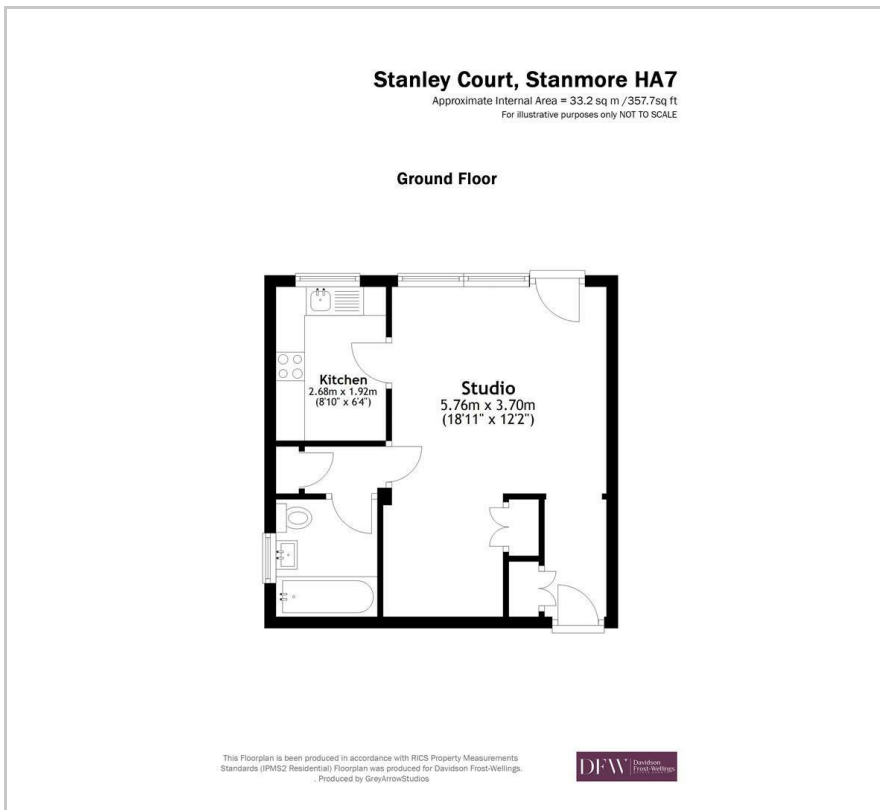 Stanley Court, Stanmore HA7
Approximate Internal Area = 33.2 sq m /357.7sq ft
For illustrative purposes only NOT TO SCALE
Ground Floor
Kitchen
2.68m x 1.92m
(8'10" x 6'4")
Studio
5.76m x 3.70m
(18'11" x 12'2")
This Floorplan is been produced in accordance with RICS Property Measurements
Standards (IPMS2 Residential) Floorplan was produced for Davidson Frost-Wellings.
. Produced by GreyArrowStudios
DFW Davidson
Frost-Wellings